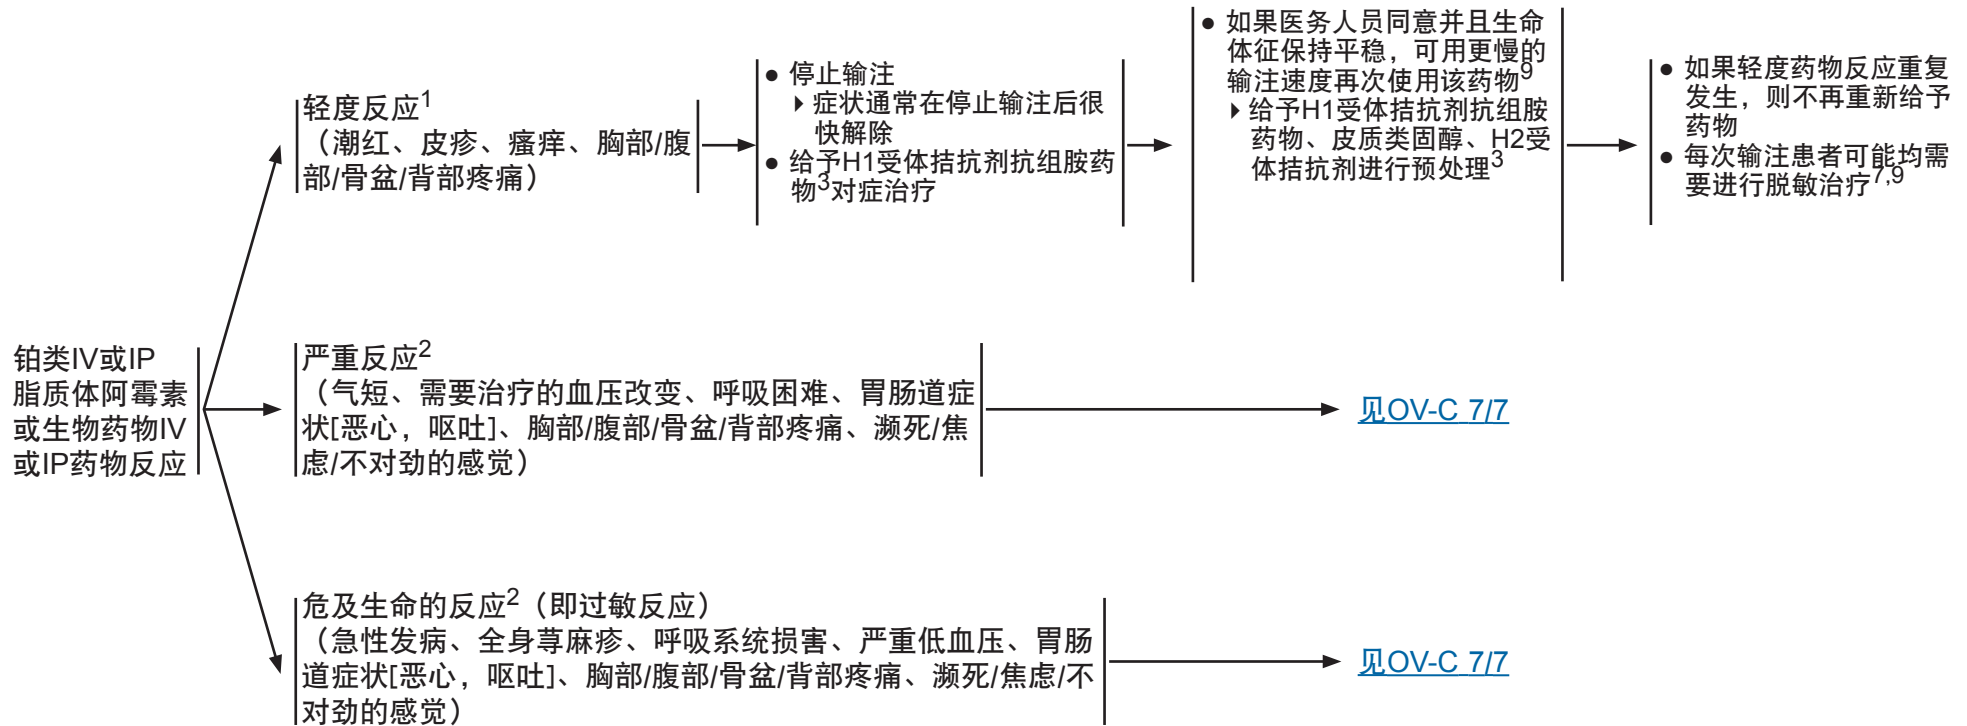 铂类IV或IP
脂质体阿霉素
或生物药物IV
或IP药物反应
轻度反应1
（潮红、皮疹、瘙痒、胸部/腹
部/骨盆/背部疼痛）
● 停止输注
▶ 症状通常在停止输注后很
快解除
● 给予H1受体拮抗剂抗组胺药
物3对症治疗
● 如果医务人员同意并且生命
体征保持平稳，可用更慢的
输注速度再次使用该药物9
▶ 给予H1受体拮抗剂抗组胺
药物、皮质类固醇、H2受
体拮抗剂进行预处理3
● 如果轻度药物反应重复
发生，则不再重新给予
药物
● 每次输注患者可能均需
要进行脱敏治疗7,9
严重反应2
（气短、需要治疗的血压改变、呼吸困难、胃肠道症
状[恶心，呕吐]、胸部/腹部/骨盆/背部疼痛、濒死/焦
虑/不对劲的感觉）
见OV-C 7/7
危及生命的反应2（即过敏反应）
（急性发病、全身荨麻疹、呼吸系统损害、严重低血压、胃肠
道症状[恶心，呕吐]、胸部/腹部/骨盆/背部疼痛、濒死/焦虑/不
对劲的感觉）
见OV-C 7/7